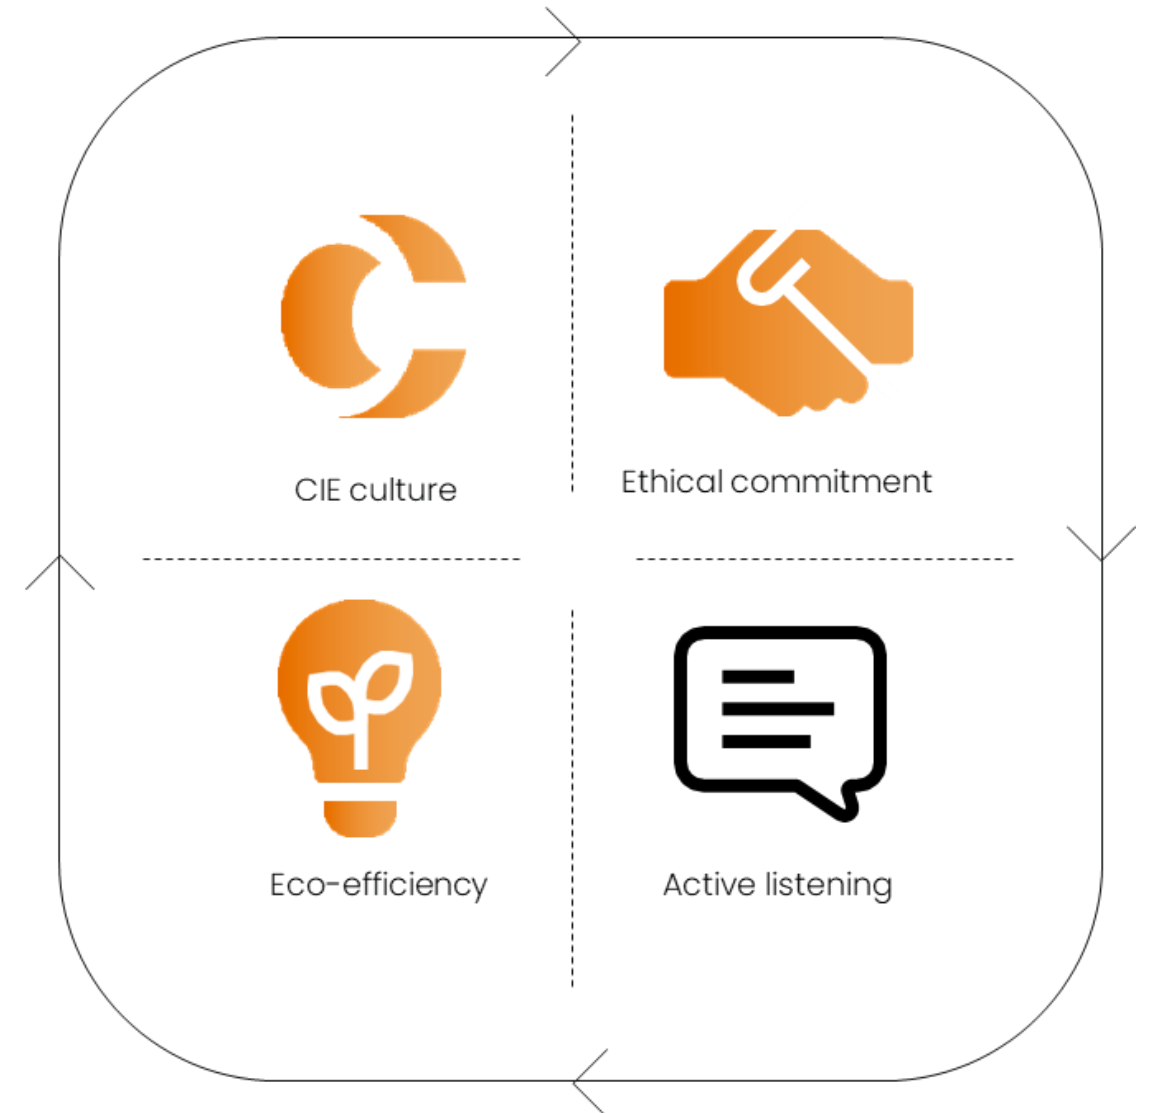 CIE culture
Ethical commitment
Eco-efficiency
Active listening